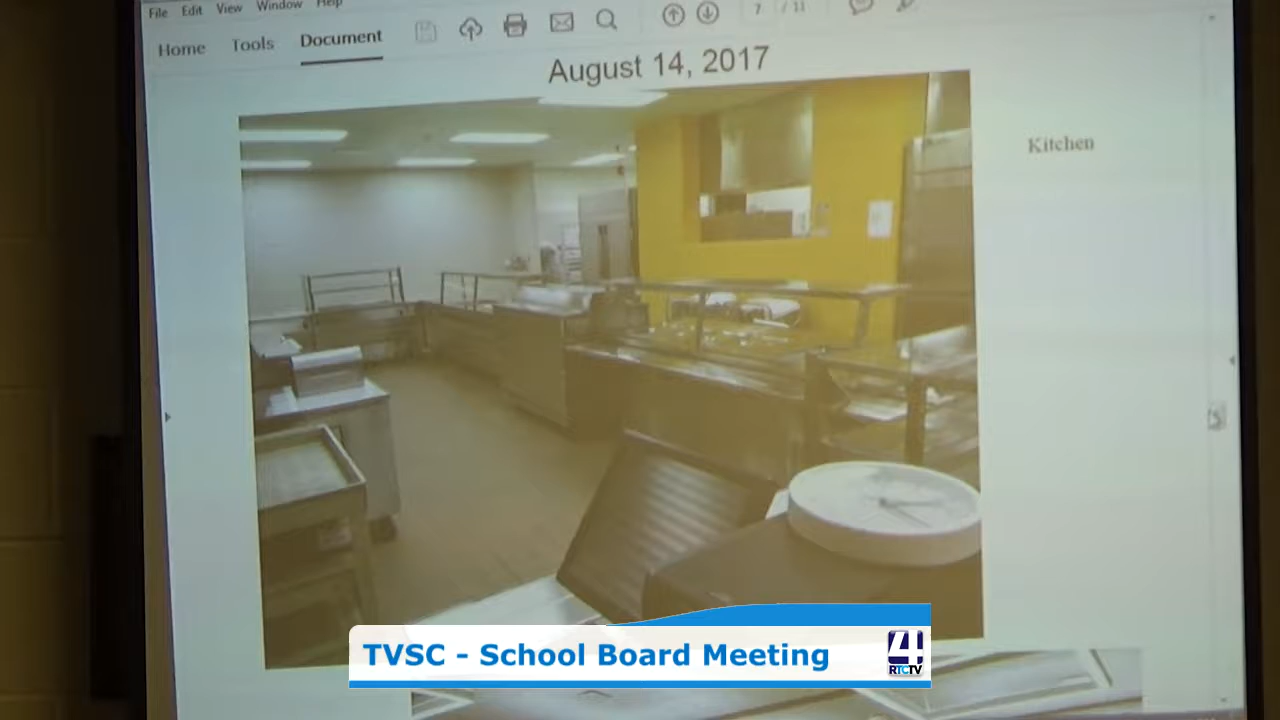 File Edit View Window Help
Home Tools Document
7 / 11
August 14, 2017
Kitchen
TVSC - School Board Meeting
4
RTCTV